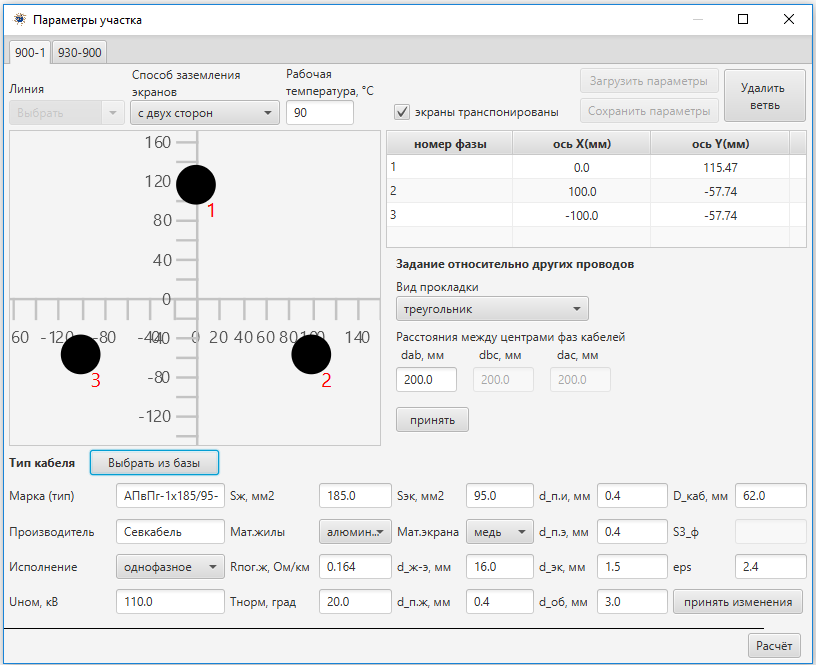 Параметры участка
900-1 930-900
Линия
Способ заземления
экранов
Рабочая
температура, °C
Выбрать
с двух сторон
90
экраны транспонированы
Загрузить параметры
Сохранить параметры
Удалить
ветвь
160
120
80
40
0
60 -120 -80 -40 0 20 40 60 80 100 140
-40
-80
-120
1
2
3
номер фазы ось X(мм) ось Y(мм)
1 0.0 115.47
2 100.0 -57.74
3 -100.0 -57.74
Задание относительно других проводов
Вид прокладки
треугольник
Расстояния между центрами фаз кабелей
dab, мм dbc, мм dac, мм
200.0 200.0 200.0
принять
Тип кабеля Выбрать из базы
Марка (тип) АПвПг-1х185/95- Sж, мм2 185.0 Sэк, мм2 95.0 d_п.и, мм 0.4 D_каб, мм 62.0
Производитель Севкабель Мат.жилы алюмин... Мат.экрана медь d_п.э, мм 0.4 S3_ф
Исполнение однофазное Rпог.ж, Ом/км 0.164 d_ж-э, мм 16.0 d_эк, мм 1.5 eps 2.4
Uном, кВ 110.0 Tнорм, град 20.0 d_п.ж, мм 0.4 d_об, мм 3.0 принять изменения
Расчёт